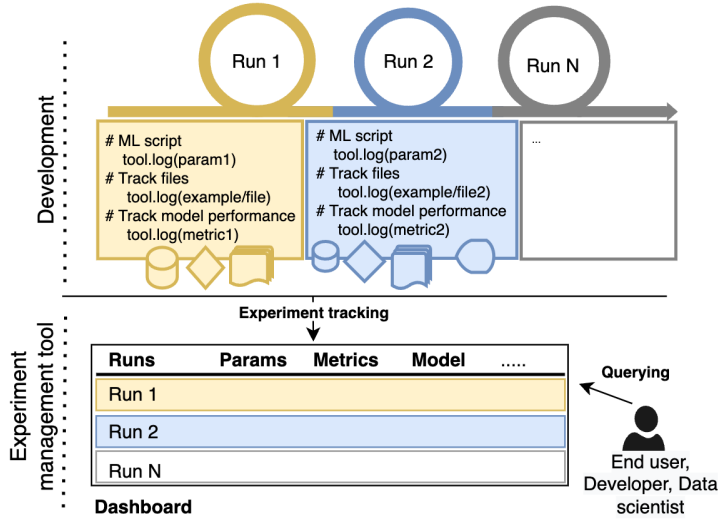 Development
Run 1
Run 2
Run N
# ML script
tool.log(param1)
# Track files
tool.log(example/file)
# Track model performance
tool.log(metric1)
# ML script
tool.log(param2)
# Track files
tool.log(example/file2)
# Track model performance
tool.log(metric2)
...
Experiment tracking
Experiment
management tool
Runs Params Metrics Model .....
Run 1
Run 2
Run N
Dashboard
Querying
End user,
Developer, Data
scientist